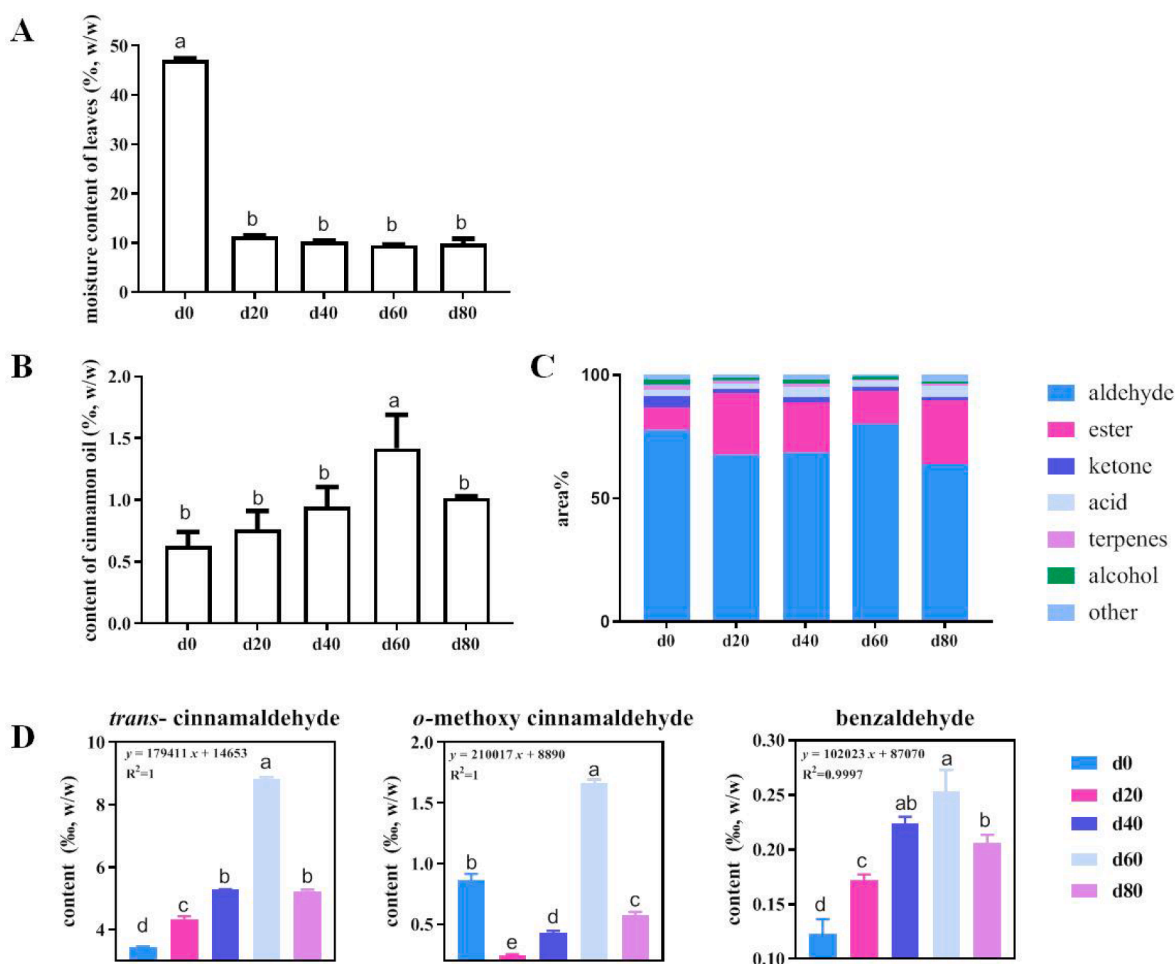 A
moisture content of leaves (%, w/w)
50
40
30
20
10
0
a
b
b
b
b
d0 d20 d40 d60 d80
B
content of cinnamon oil (%, w/w)
2.0
1.5
1.0
0.5
0.0
b
b
b
a
b
d0 d20 d40 d60 d80
C
area%
100
50
0
d0 d20 d40 d60 d80
aldehyde
ester
ketone
acid
terpenes
alcohol
other
D
trans- cinnamaldehyde
y = 179411 x + 14653
R²=1
content (‰, w/w)
10
8
6
4
d
c
b
a
b
o-methoxy cinnamaldehyde
y = 210017 x + 8890
R²=1
content (‰, w/w)
2.0
1.5
1.0
0.5
b
e
d
a
c
benzaldehyde
y = 102023 x + 87070
R²=0.9997
content (‰, w/w)
0.30
0.25
0.20
0.15
0.10
d
c
ab
a
b
d0
d20
d40
d60
d80